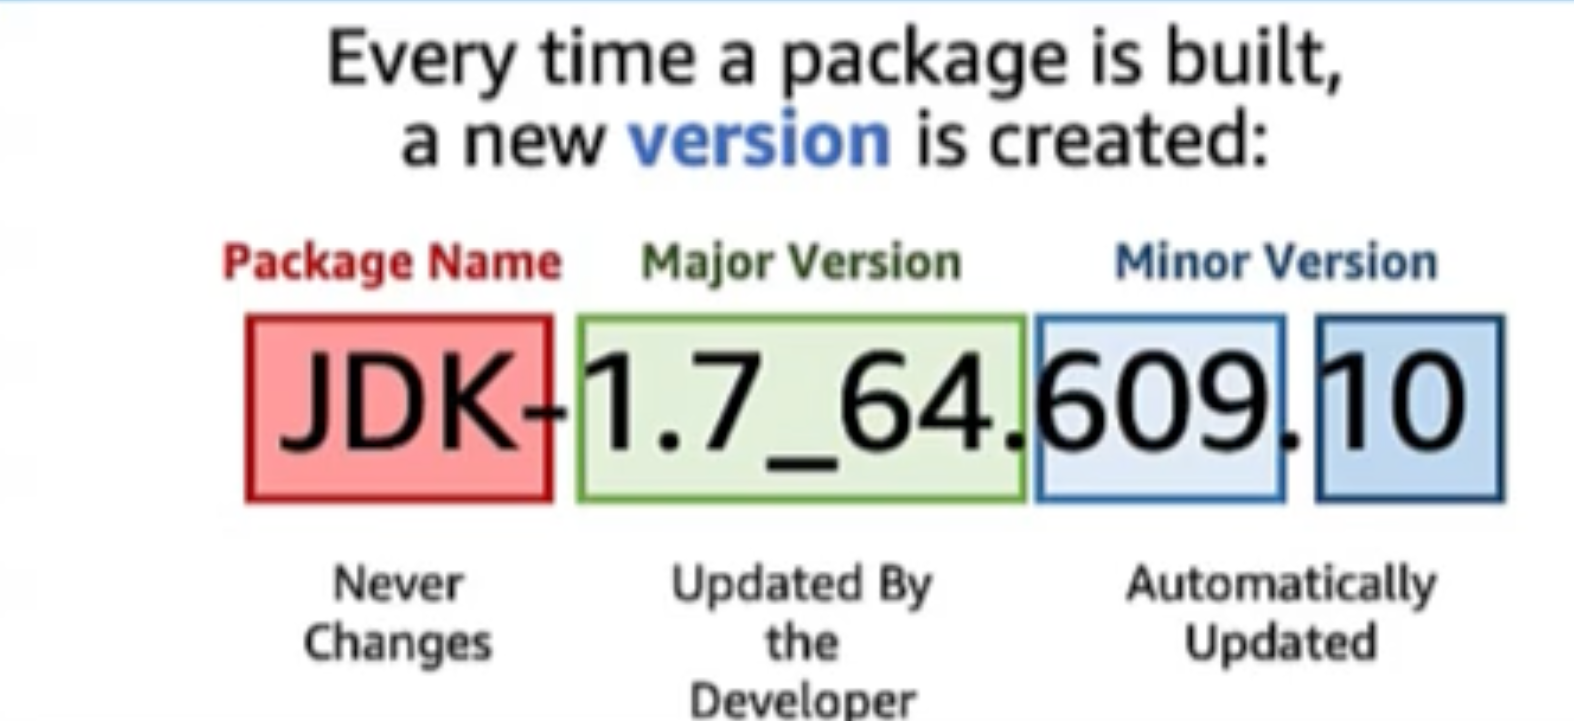 Every time a package is built,
a new version is created:
Package Name Major Version Minor Version
JDK-1.7_64.609.10
Never Updated By Automatically
Changes the Updated
Developer